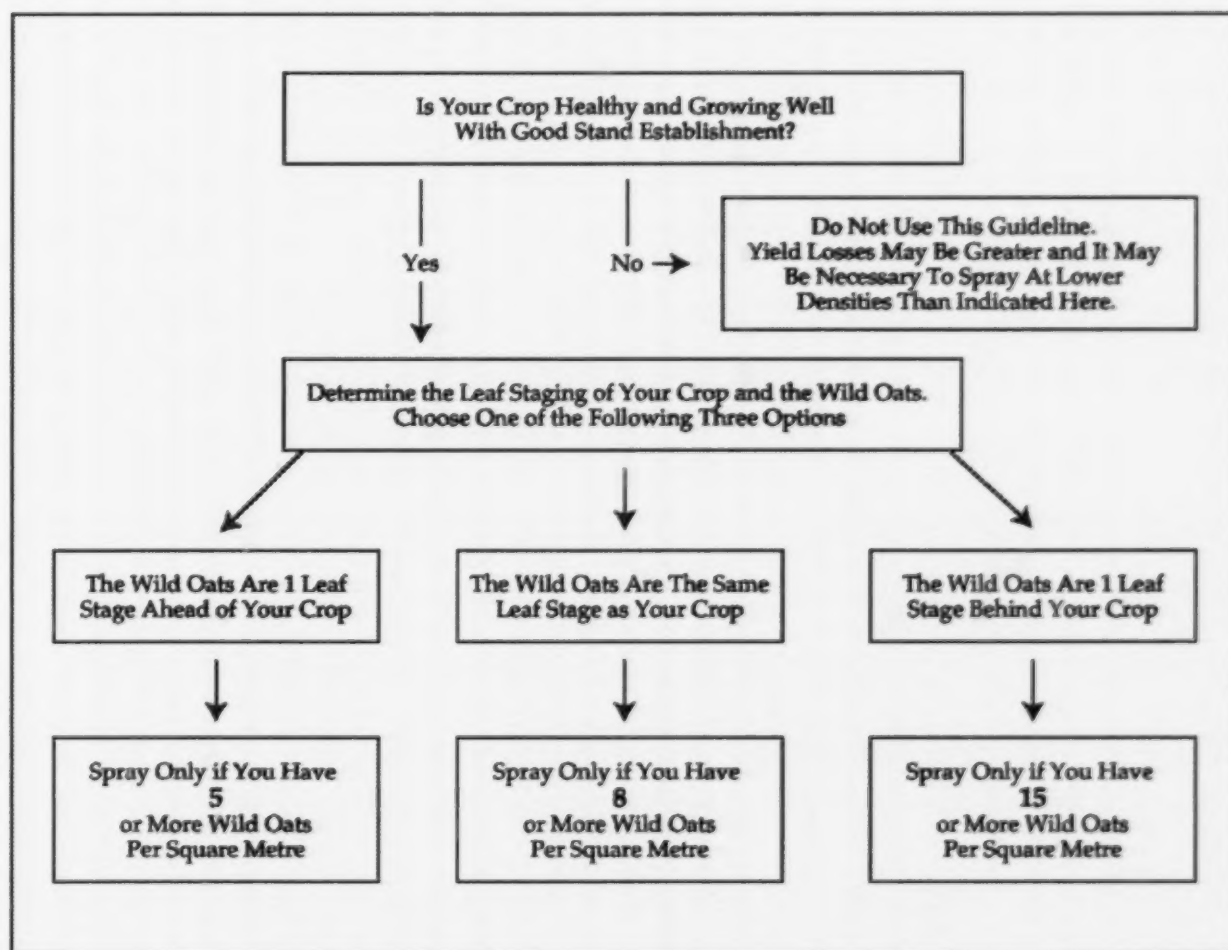 Is Your Crop Healthy and Growing Well
With Good Stand Establishment?
Yes
No
Do Not Use This Guideline.
Yield Losses May Be Greater and It May
Be Necessary To Spray At Lower
Densities Than Indicated Here.
Determine the Leaf Staging of Your Crop and the Wild Oats.
Choose One of the Following Three Options
The Wild Oats Are 1 Leaf
Stage Ahead of Your Crop
The Wild Oats Are The Same
Leaf Stage as Your Crop
The Wild Oats Are 1 Leaf
Stage Behind Your Crop
Spray Only if You Have
5
or More Wild Oats
Per Square Metre
Spray Only if You Have
8
or More Wild Oats
Per Square Metre
Spray Only if You Have
15
or More Wild Oats
Per Square Metre